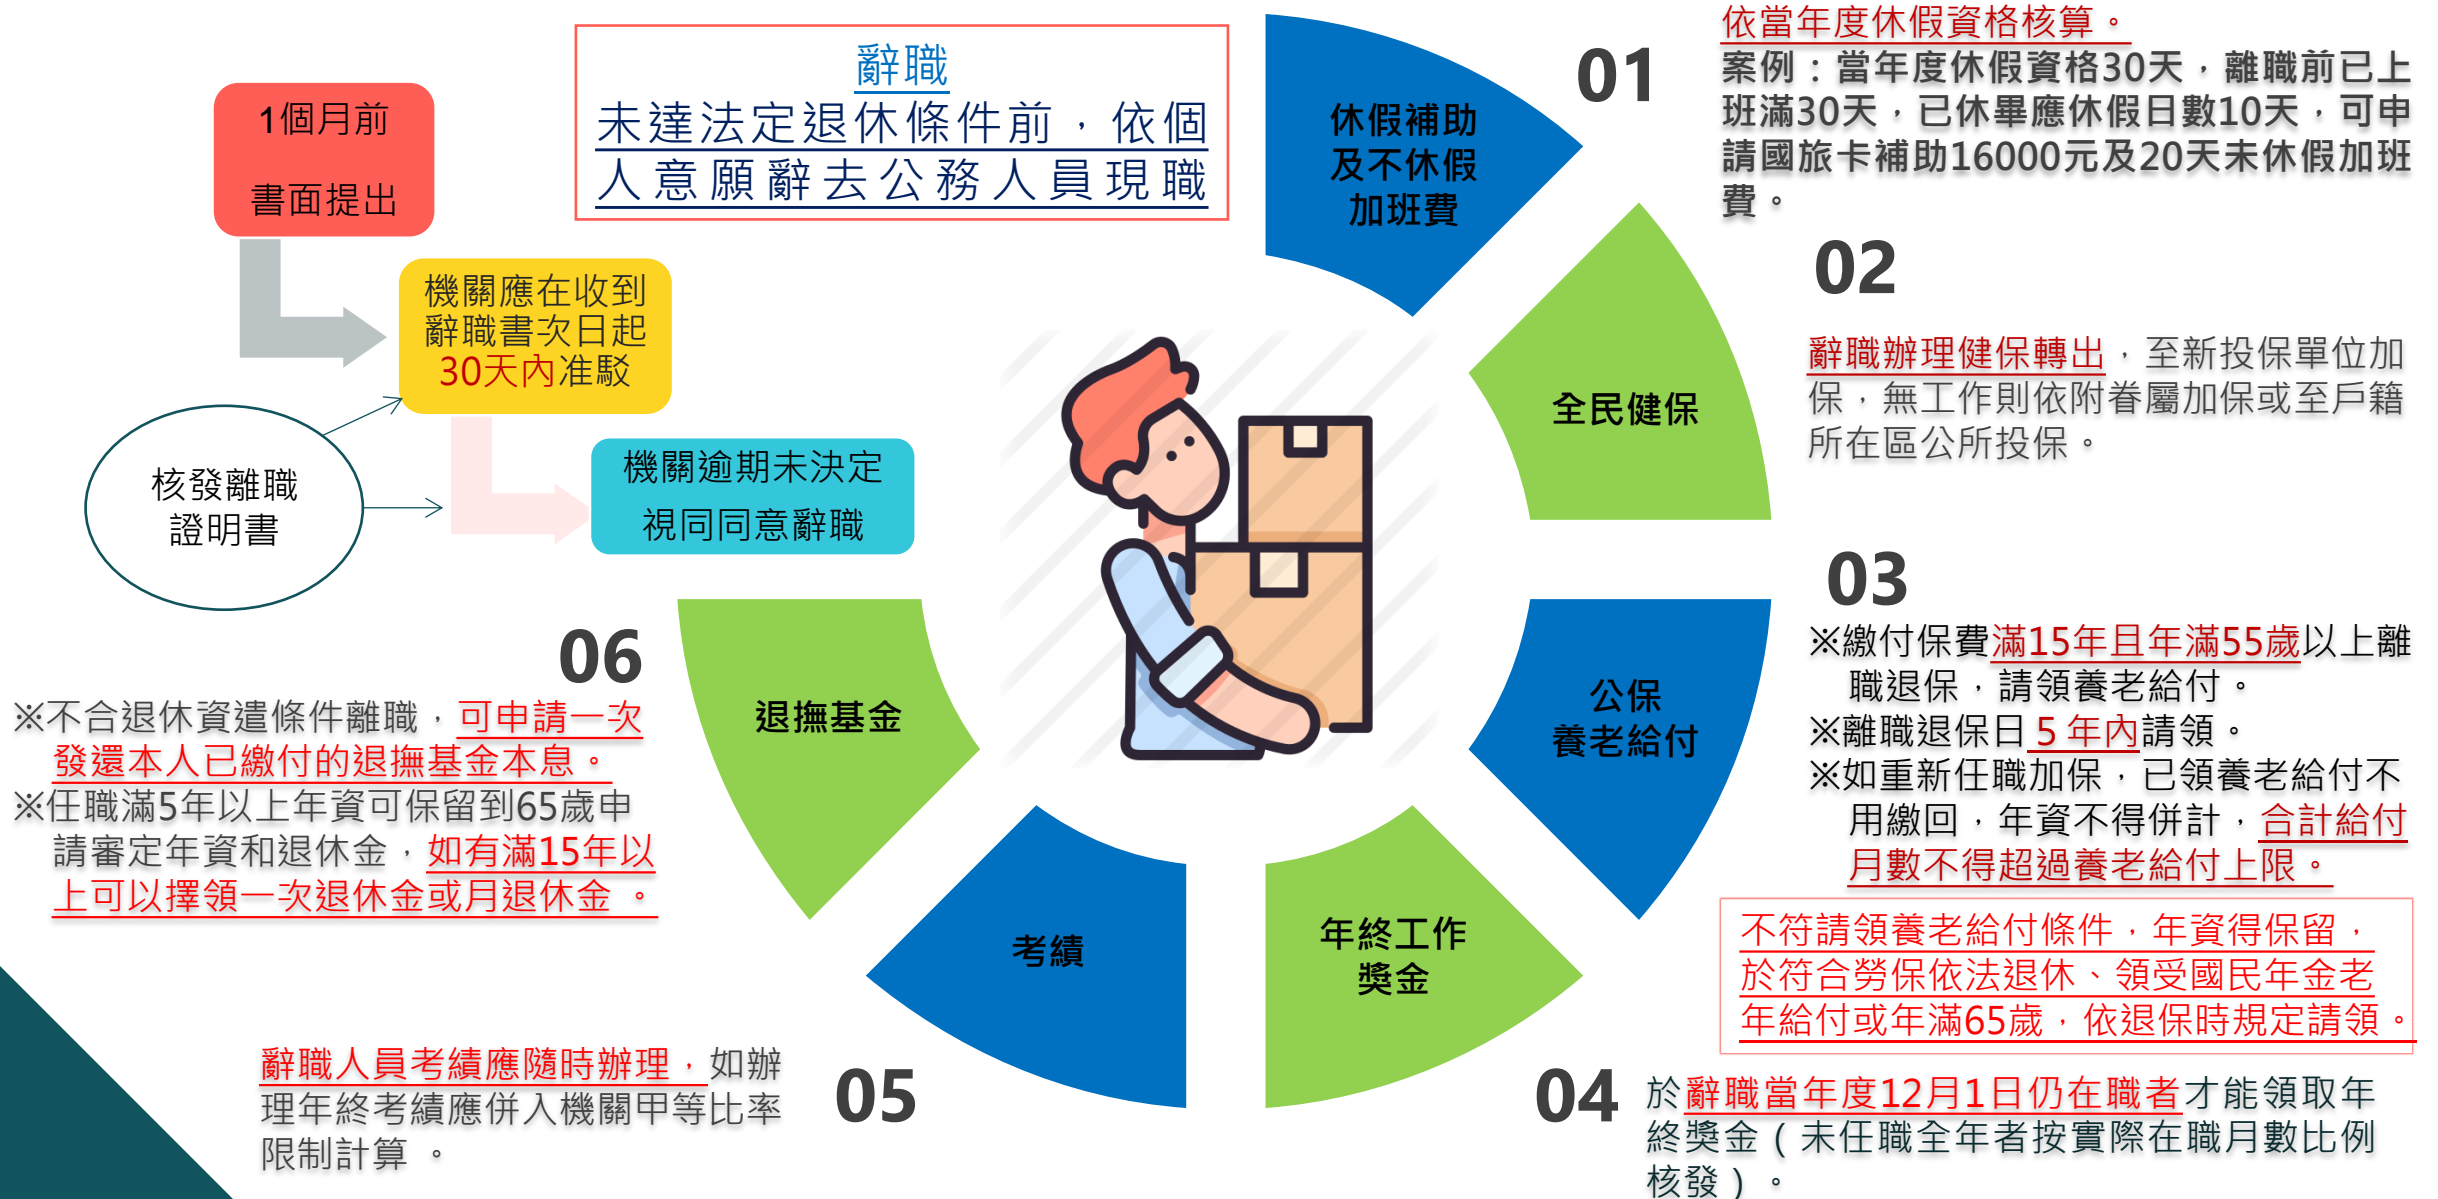 辭職
未達法定退休條件前，依個
人意願辭去公務人員現職
1個月前
書面提出
機關應在收到
辭職書次日起
30天內准駁
機關逾期未決定
視同同意辭職
核發離職
證明書
01
休假補助
及不休假
加班費
依當年度休假資格核算。
案例：當年度休假資格30天，離職前已上
班滿30天，已休畢應休假日數10天，可申
請國旅卡補助16000元及20天未休假加班
費。
02
全民健保
辭職辦理健保轉出，至新投保單位加
保，無工作則依附眷屬加保或至戶籍
所在區公所投保。
03
公保
養老給付
※繳付保費滿15年且年滿55歲以上離
職退保，請領養老給付。
※離職退保日5年內請領。
※如重新任職加保，已領養老給付不
用繳回，年資不得併計，合計給付
月數不得超過養老給付上限。
不符請領養老給付條件，年資得保留，
於符合勞保依法退休、領受國民年金老
年給付或年滿65歲，依退保時規定請領。
04
年終工作
獎金
於辭職當年度12月1日仍在職者才能領取年
終獎金（未任職全年者按實際在職月數比例
核發）。
05
考績
辭職人員考績應隨時辦理，如辦
理年終考績應併入機關甲等比率
限制計算 。
06
退撫基金
※不合退休資遣條件離職，可申請一次
發還本人已繳付的退撫基金本息。
※任職滿5年以上年資可保留到65歲申
請審定年資和退休金，如有滿15年以
上可以擇領一次退休金或月退休金 。